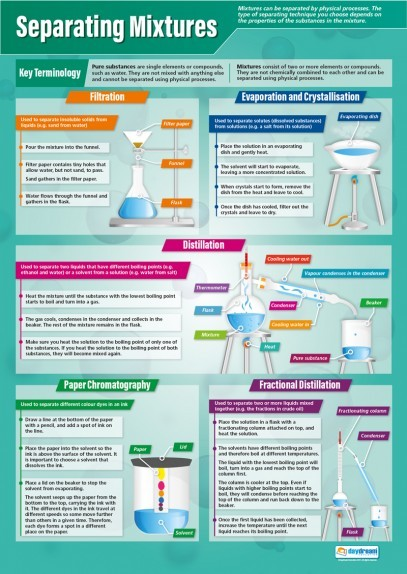 Separating Mixtures
Mixtures can be separated by physical processes. The
type of separating technique you choose depends on
the properties of the substances in the mixture.
Key Terminology
Pure substances are single elements or compounds,
such as water. They are not mixed with anything else
and cannot be separated using physical processes.
Mixtures consist of two or more elements or compounds.
They are not chemically combined to each other and can be
separated using physical processes.
Filtration
Used to separate insoluble solids from
liquids (e.g. sand from water)
Pour the mixture into the funnel.
Filter paper contains tiny holes that
allow water, but not sand, to pass.
Sand gathers in the filter paper.
Water flows through the funnel and
gathers in the flask.
Filter paper
Funnel
Flask
Evaporation and Crystallisation
Used to separate solutes (dissolved substances)
from solutions (e.g. a salt from its solution)
Place the solution in an evaporating
dish and gently heat.
The solvent will start to evaporate,
leaving a more concentrated solution.
When crystals start to form, remove the
dish from the heat and leave to cool.
Once the dish has cooled, filter out the
crystals and leave to dry.
Evaporating dish
Distillation
Used to separate two liquids that have different boiling points (e.g.
ethanol and water) or a solvent from a solution (e.g. water from salt)
Heat the mixture until the substance with the lowest boiling point
starts to boil and turn into a gas.
The gas cools, condenses in the condenser and collects in the
beaker. The rest of the mixture remains in the flask.
Make sure you heat the solution to the boiling point of only one of
the substances. If you heat the solution to the boiling point of both
substances, they will become mixed again.
Cooling water out
Vapour condenses in the condenser
Thermometer
Condenser
Beaker
Flask
Cooling water in
Mixture
Heat
Pure substance
Paper Chromatography
Used to separate different colour dyes in an ink
Draw a line at the bottom of the paper
with a pencil, and add a spot of ink on
the line.
Place the paper into the solvent so the
ink is above the surface of the solvent. It
is important to choose a solvent that
dissolves the ink.
Place a lid on the beaker to stop the
solvent from evaporating.
The solvent seeps up the paper from the
bottom to the top, carrying the ink with
it. The different dyes in the ink travel at
different speeds so some move further
than others in a given time. Therefore,
each dye forms a spot in a different
place on the paper.
Paper
Lid
Solvent
Fractional Distillation
Used to separate two or more liquids mixed
together (e.g. the fractions in crude oil)
Place the solution in a flask with a
fractionating column attached on top, and
heat the solution.
The solvents have different boiling points
and therefore boil at different temperatures.
The liquid with the lowest boiling point will
boil, turn into a gas and reach the top of the
column first.
The column is cooler at the top. Even if
liquids with higher boiling points start to
boil, they will condense before reaching the
top of the column and run back down to the
beaker.
Once the first liquid has been collected,
increase the temperature until the next
liquid reaches its boiling point.
Fractionating column
Condenser
Flask
daydream